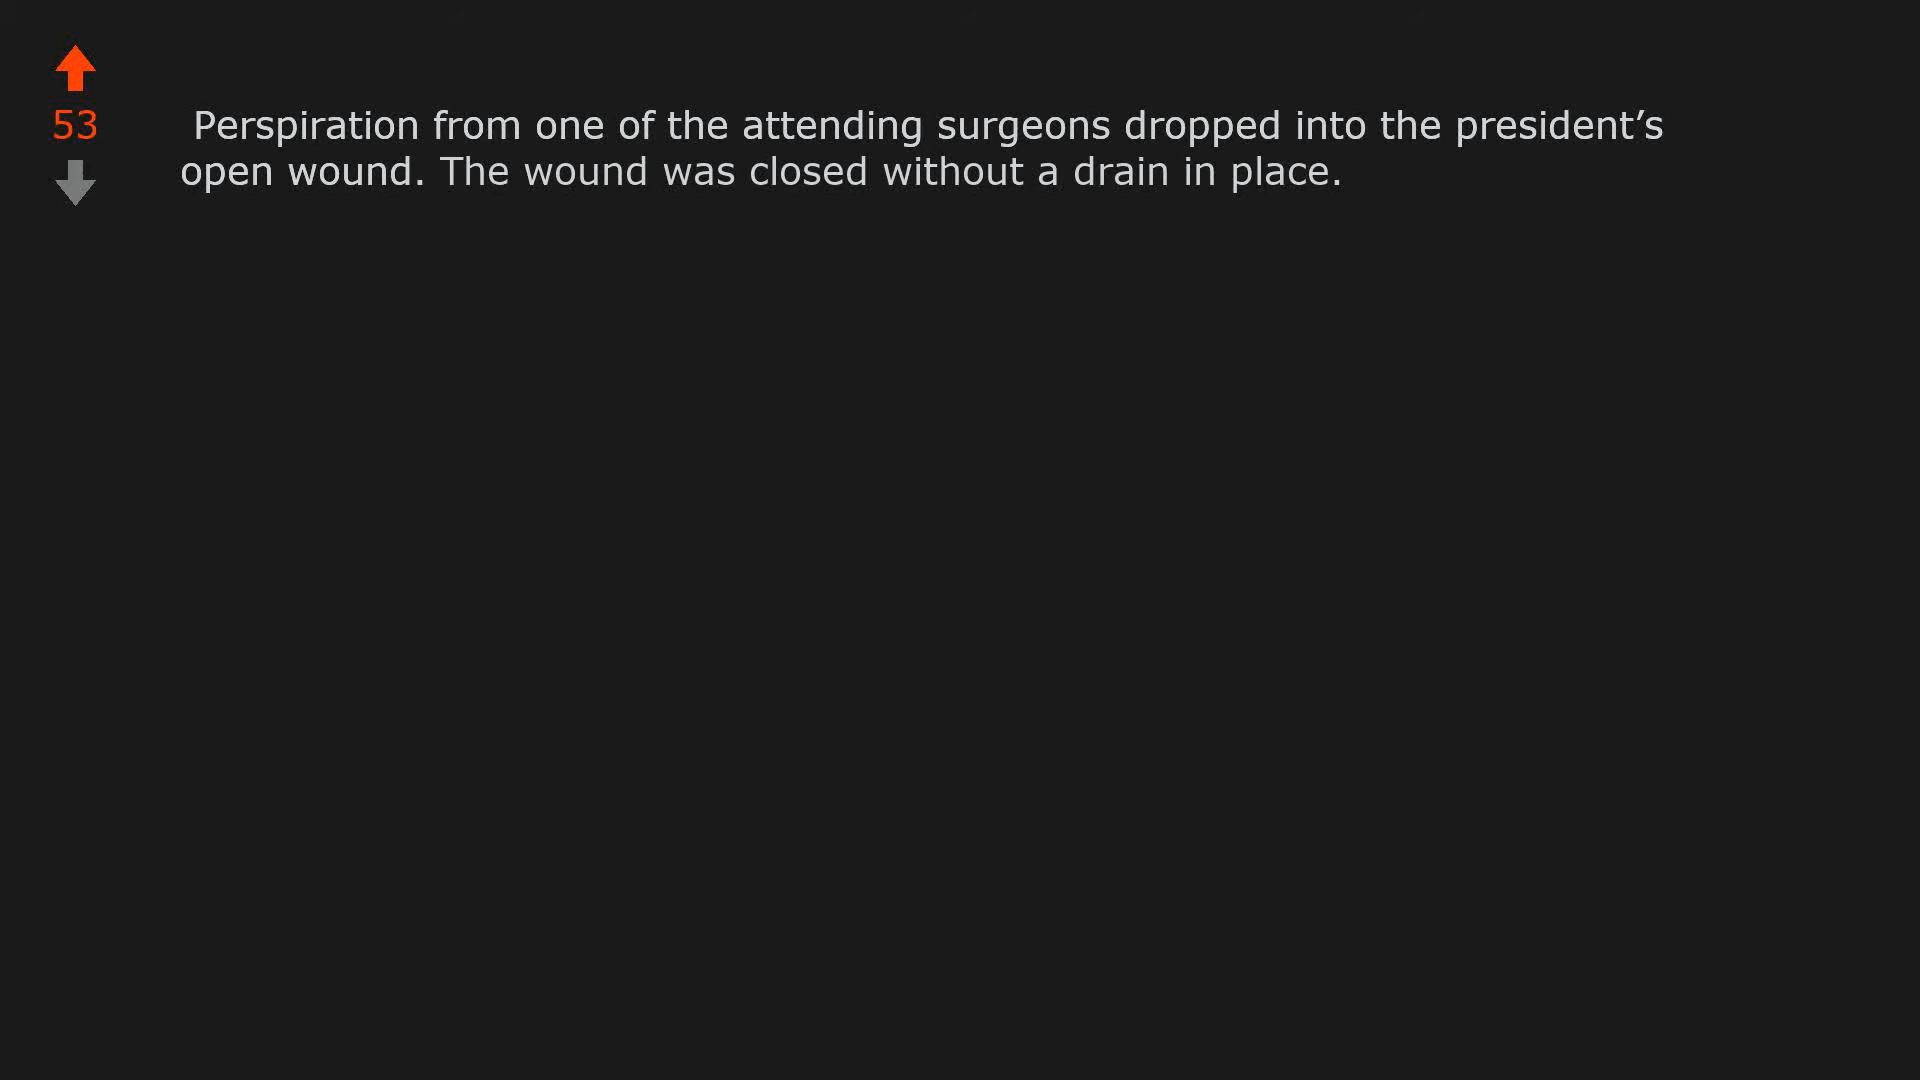 53
Perspiration from one of the attending surgeons dropped into the president’s
open wound. The wound was closed without a drain in place.